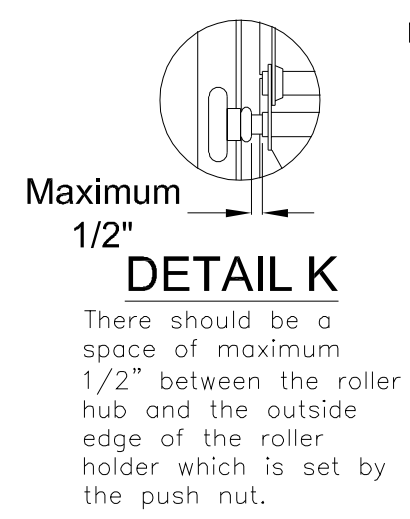 Maximum
1/2"
DETAIL K
There should be a
space of maximum
1/2" between the roller
hub and the outside
edge of the roller
holder which is set by
the push nut.